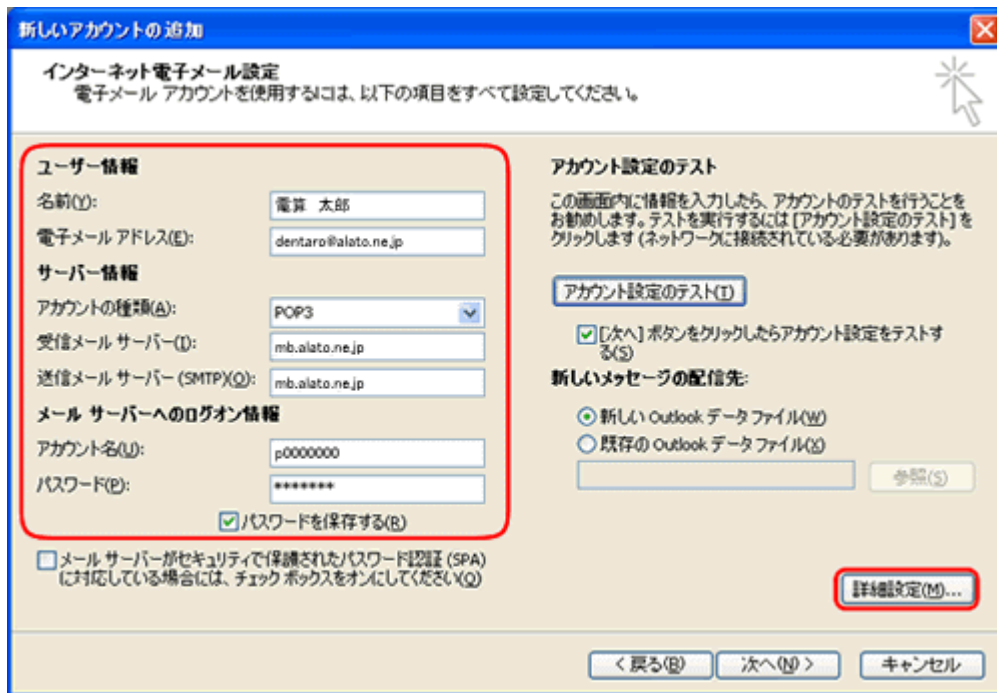 新しいアカウントの追加
インターネット電子メール設定
電子メール アカウントを使用するには、以下の項目をすべて設定してください。
ユーザー情報
名前(Y):
電算 太郎
電子メール アドレス(E):
dentaro@alato.ne.jp
サーバー情報
アカウントの種類(A):
POP3
受信メール サーバー(I):
mb.alato.ne.jp
送信メール サーバー (SMTP)(O):
mb.alato.ne.jp
メール サーバーへのログオン情報
アカウント名(U):
p0000000
パスワード(P):
*******
パスワードを保存する(R)
メール サーバーがセキュリティで保護されたパスワード認証 (SPA)
に対応している場合には、チェック ボックスをオンにしてください(Q)
アカウント設定のテスト
この画面内に情報を入力したら、アカウントのテストを行うことを
お勧めします。テストを実行するには [アカウント設定のテスト] を
クリックします (ネットワークに接続されている必要があります)。
アカウント設定のテスト(T)
[次へ] ボタンをクリックしたらアカウント設定をテストす
る(S)
新しいメッセージの配信先:
新しい Outlook データ ファイル(W)
既存の Outlook データ ファイル(X)
参照(S)
詳細設定(M)...
< 戻る(B)
次へ(N) >
キャンセル